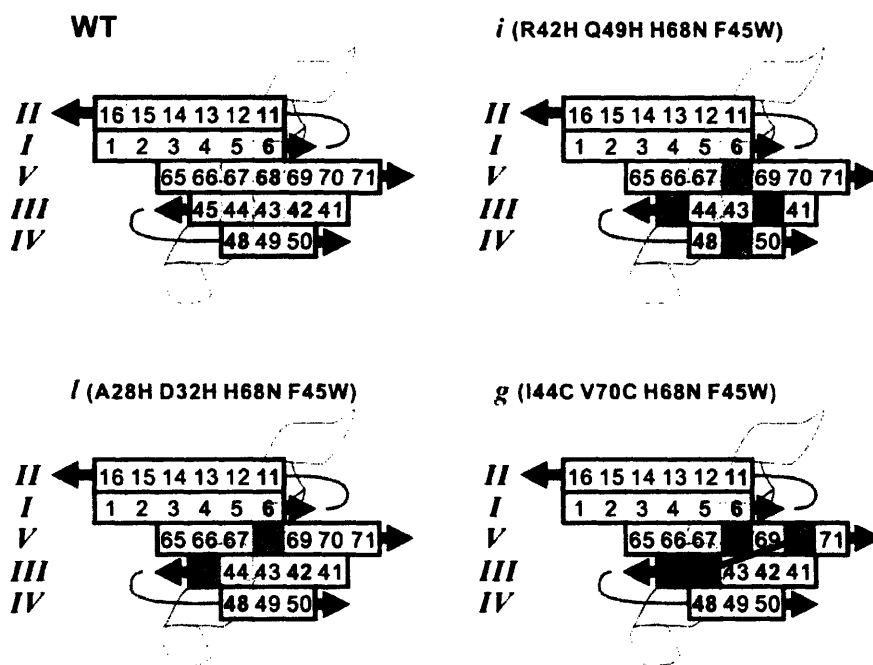 WT
II 16 15 14 13 12 11
I 1 2 3 4 5 6
V 65 66 67 68 69 70 71
III 45 44 43 42 41
IV 48 49 50
i (R42H Q49H H68N F45W)
II 16 15 14 13 12 11
I 1 2 3 4 5 6
V 65 66 67 69 70 71
III 44 43 41
IV 48 50
l (A28H D32H H68N F45W)
II 16 15 14 13 12 11
I 1 2 3 4 5 6
V 65 66 67 69 70 71
III 44 43 42 41
IV 48 49 50
g (I44C V70C H68N F45W)
II 16 15 14 13 12 11
I 1 2 3 4 5 6
V 65 66 67 69 71
III 43 42 41
IV 48 49 50